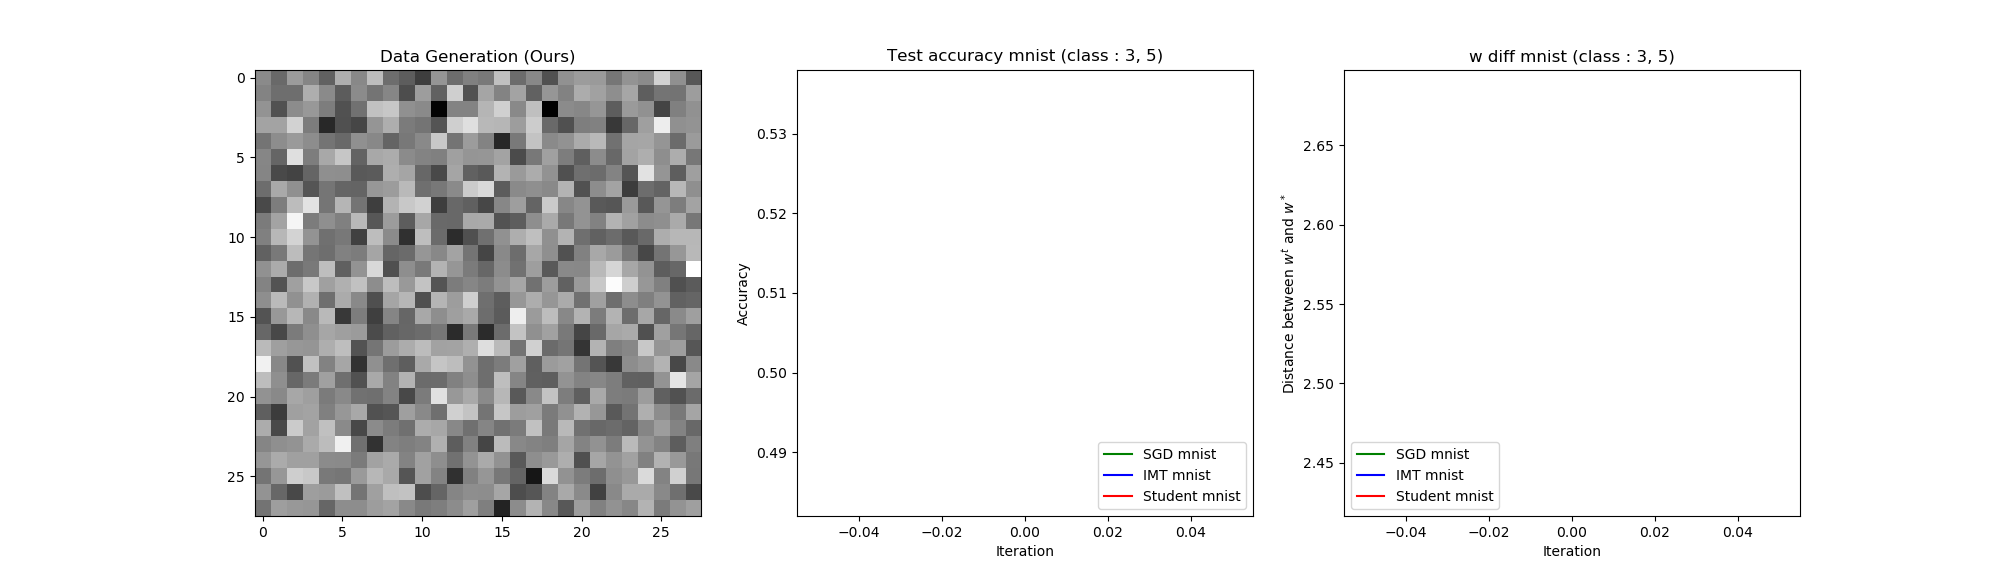 Data Generation (Ours)
0
5
10
15
20
25
0 5 10 15 20 25
Test accuracy mnist (class : 3, 5)
Accuracy
0.53
0.52
0.51
0.50
0.49
SGD mnist
IMT mnist
Student mnist
−0.04 −0.02 0.00 0.02 0.04
Iteration
w diff mnist (class : 3, 5)
Distance between w^t and w^*
2.65
2.60
2.55
2.50
2.45
SGD mnist
IMT mnist
Student mnist
−0.04 −0.02 0.00 0.02 0.04
Iteration